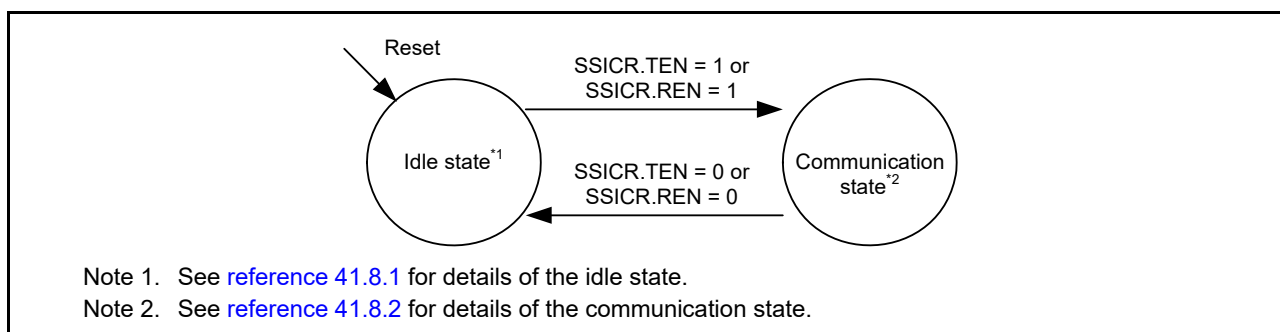 Reset
SSICR.TEN = 1 or
SSICR.REN = 1
Idle state*1
Communication
state*2
SSICR.TEN = 0 or
SSICR.REN = 0
Note 1. See reference 41.8.1 for details of the idle state.
Note 2. See reference 41.8.2 for details of the communication state.